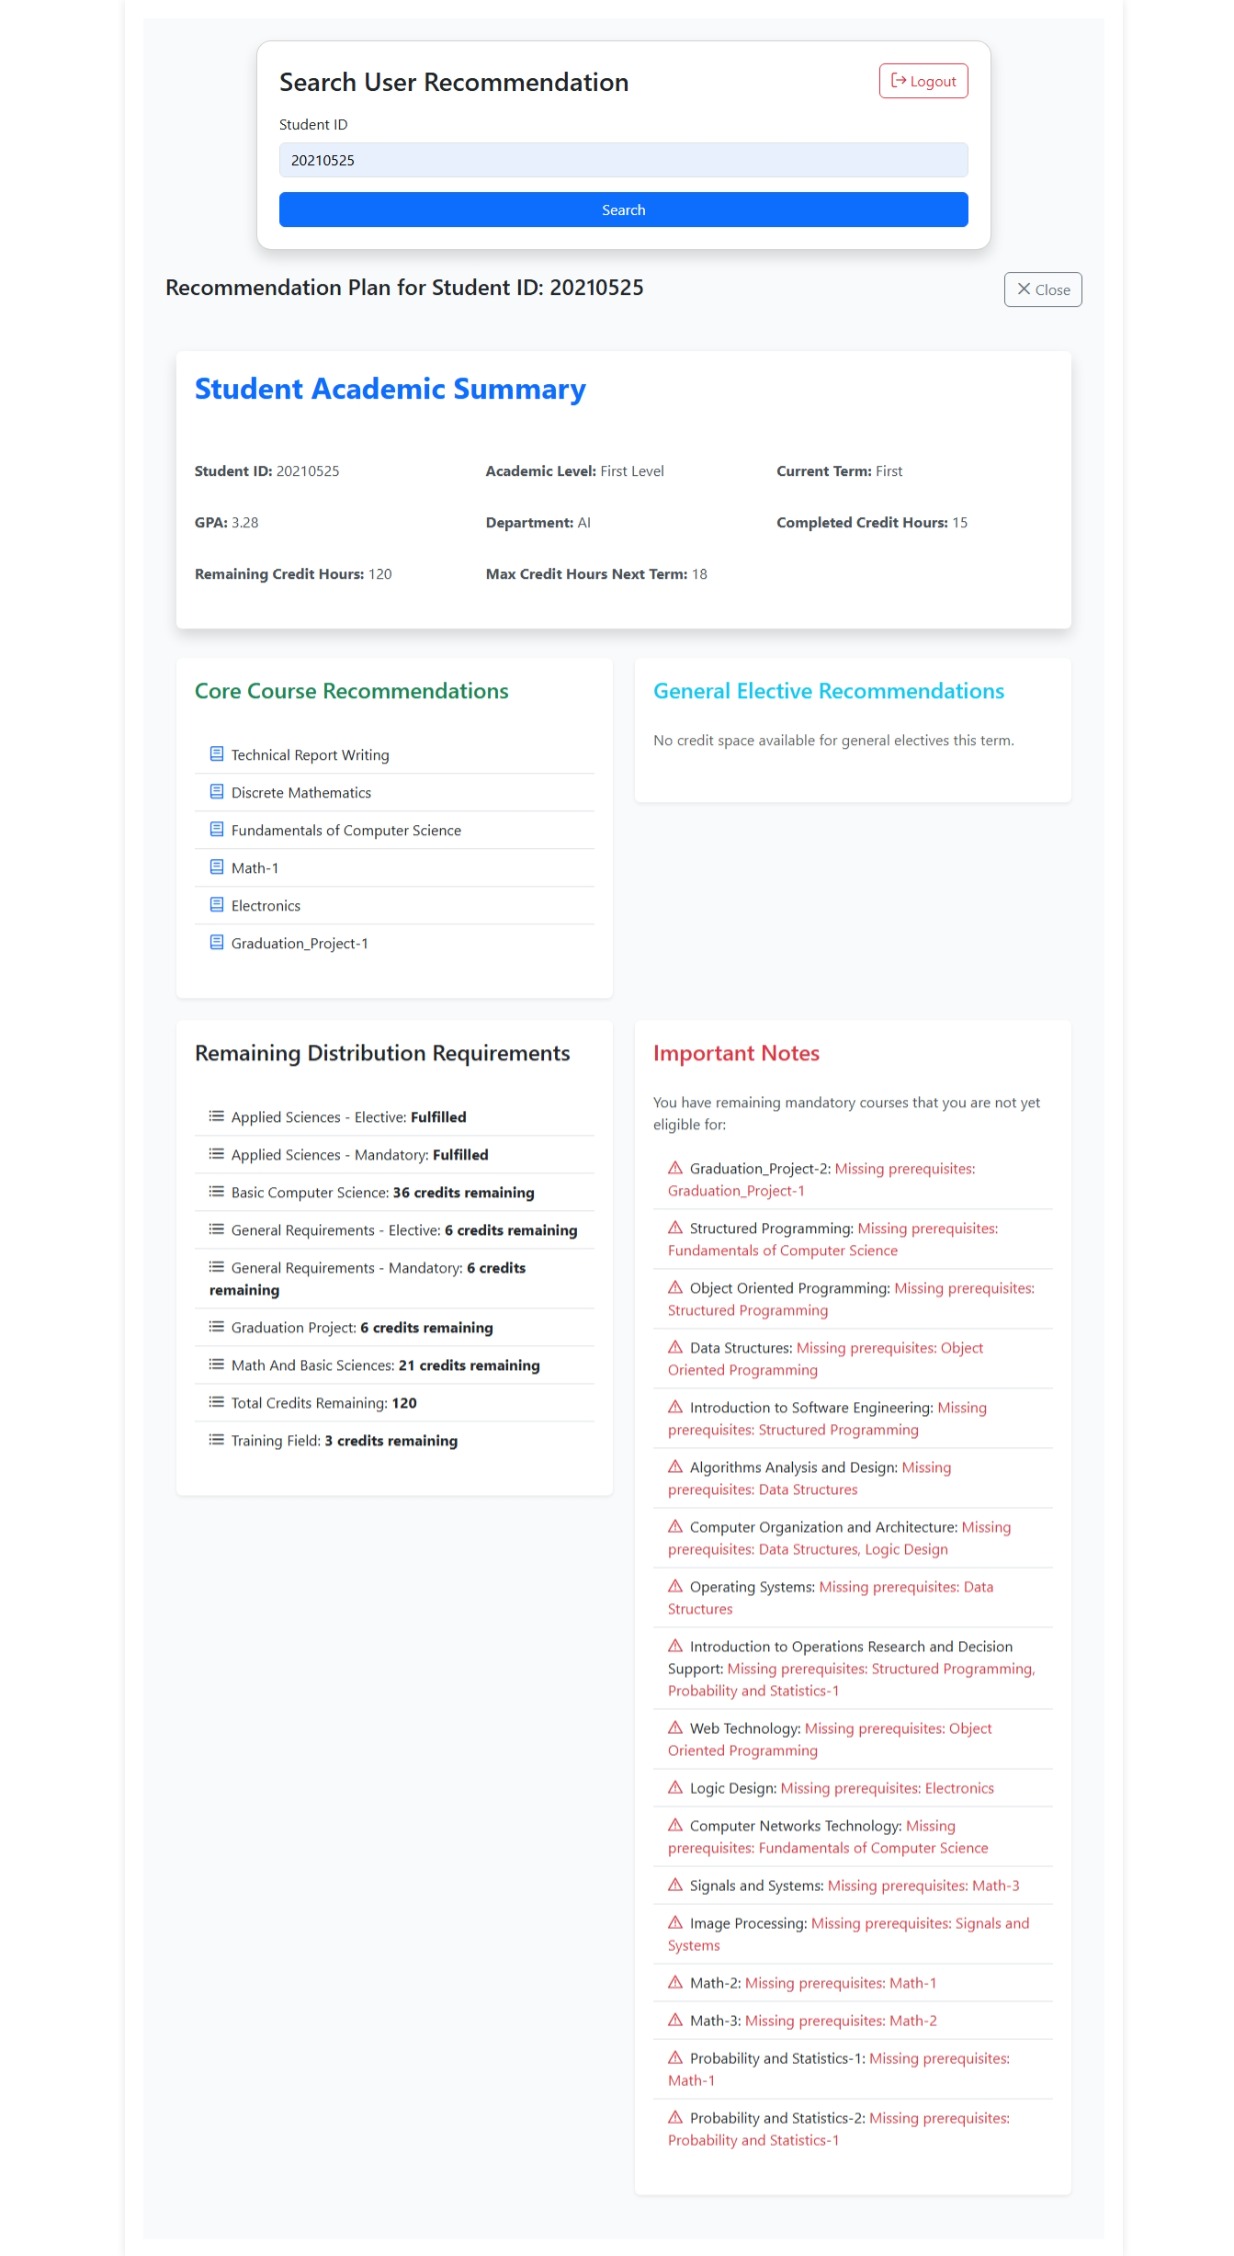 Search User Recommendation
Logout
Student ID
20210525
Search
Recommendation Plan for Student ID: 20210525
Close
Student Academic Summary
Student ID: 20210525
Academic Level: First Level
Current Term: First
GPA: 3.28
Department: AI
Completed Credit Hours: 15
Remaining Credit Hours: 120
Max Credit Hours Next Term: 18
Core Course Recommendations
Technical Report Writing
Discrete Mathematics
Fundamentals of Computer Science
Math-1
Electronics
Graduation_Project-1
General Elective Recommendations
No credit space available for general electives this term.
Remaining Distribution Requirements
Applied Sciences - Elective: Fulfilled
Applied Sciences - Mandatory: Fulfilled
Basic Computer Science: 36 credits remaining
General Requirements - Elective: 6 credits remaining
General Requirements - Mandatory: 6 credits
remaining
Graduation Project: 6 credits remaining
Math And Basic Sciences: 21 credits remaining
Total Credits Remaining: 120
Training Field: 3 credits remaining
Important Notes
You have remaining mandatory courses that you are not yet
eligible for:
Graduation_Project-2: Missing prerequisites:
Graduation_Project-1
Structured Programming: Missing prerequisites:
Fundamentals of Computer Science
Object Oriented Programming: Missing prerequisites:
Structured Programming
Data Structures: Missing prerequisites: Object
Oriented Programming
Introduction to Software Engineering: Missing
prerequisites: Structured Programming
Algorithms Analysis and Design: Missing
prerequisites: Data Structures
Computer Organization and Architecture: Missing
prerequisites: Data Structures, Logic Design
Operating Systems: Missing prerequisites: Data
Structures
Introduction to Operations Research and Decision
Support: Missing prerequisites: Structured Programming,
Probability and Statistics-1
Web Technology: Missing prerequisites: Object
Oriented Programming
Logic Design: Missing prerequisites: Electronics
Computer Networks Technology: Missing
prerequisites: Fundamentals of Computer Science
Signals and Systems: Missing prerequisites: Math-3
Image Processing: Missing prerequisites: Signals and
Systems
Math-2: Missing prerequisites: Math-1
Math-3: Missing prerequisites: Math-2
Probability and Statistics-1: Missing prerequisites:
Math-1
Probability and Statistics-2: Missing prerequisites:
Probability and Statistics-1